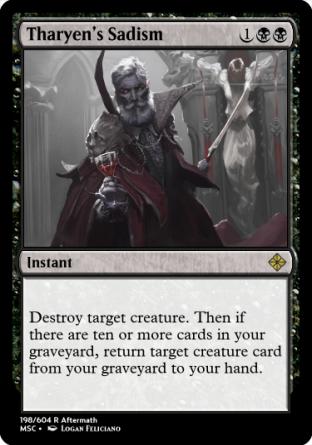 Tharyen's Sadism 1
Instant
Destroy target creature. Then if
there are ten or more cards in your
graveyard, return target creature card
from your graveyard to your hand.
198/604 R Aftermath
MSC • Logan Feliciano